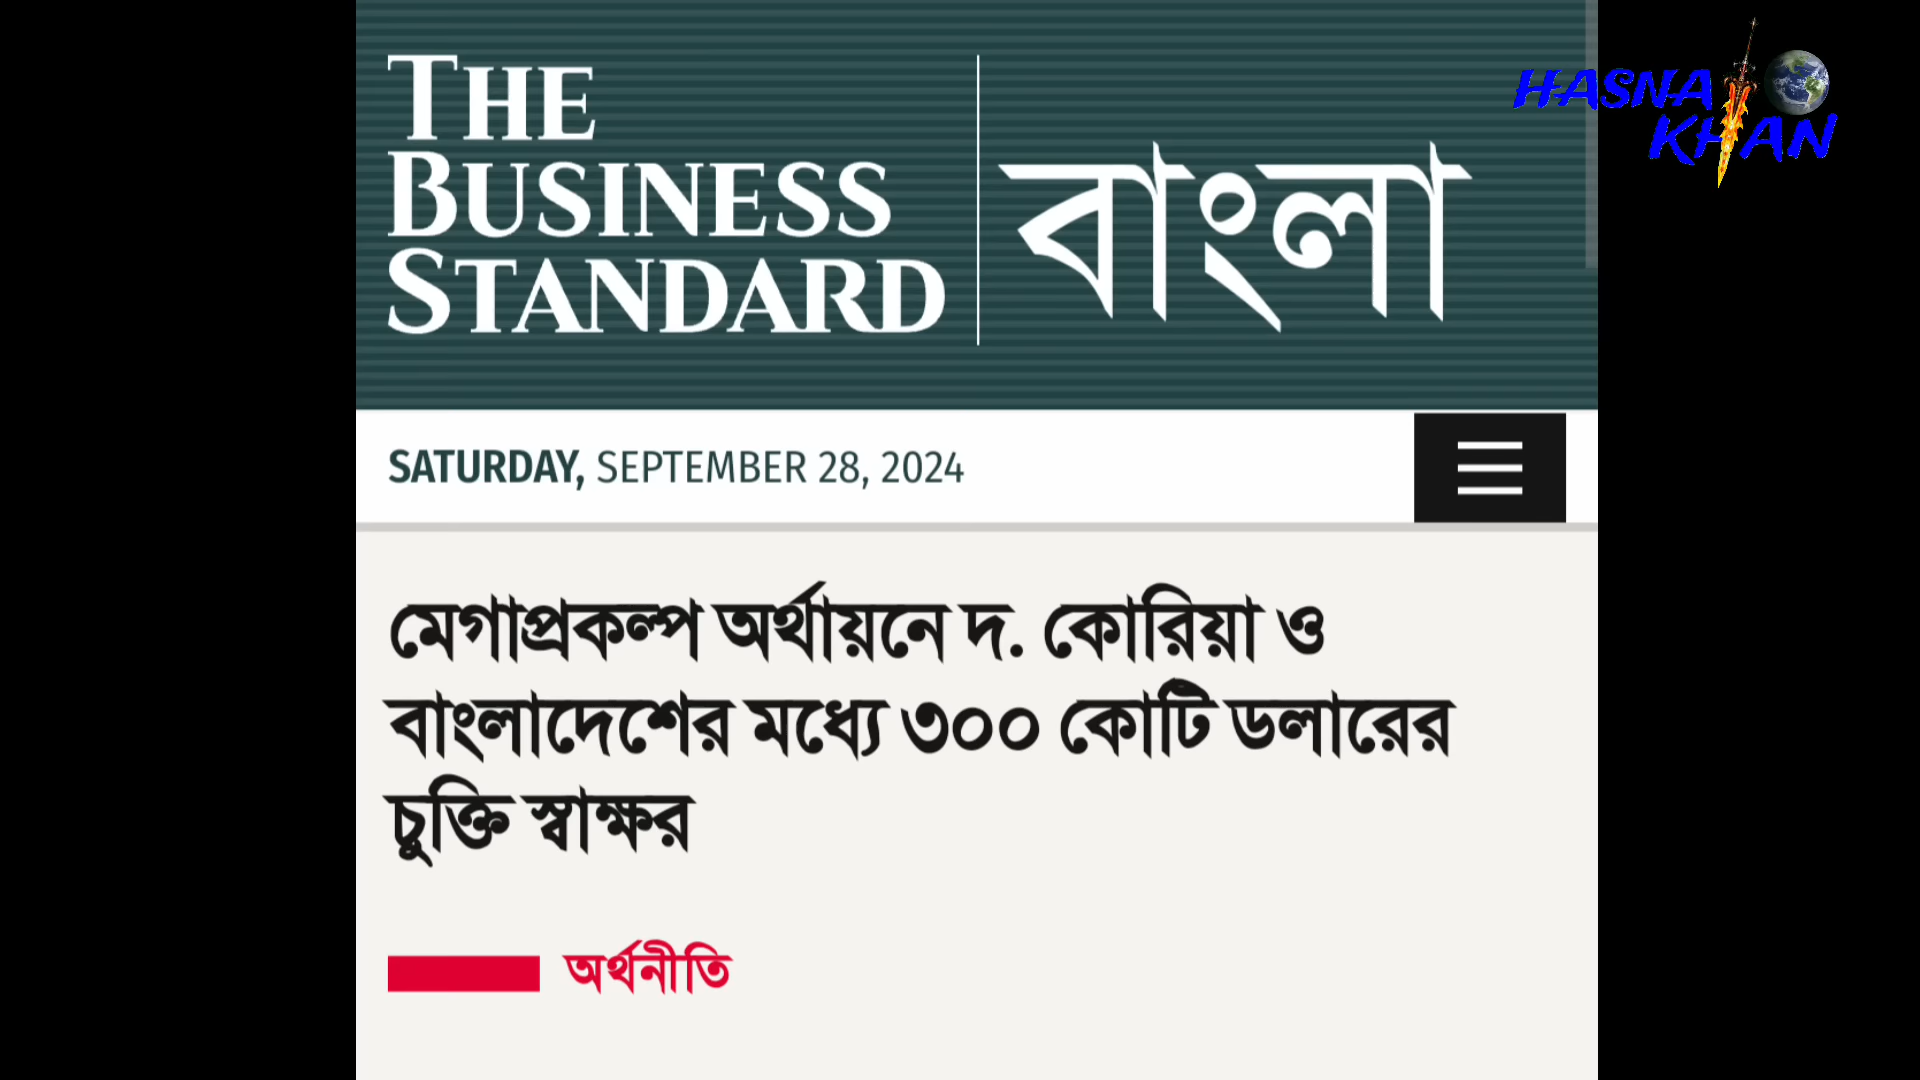 THE
BUSINESS
STANDARD
বাংলা
HASNA
KHAN
SATURDAY, SEPTEMBER 28, 2024
মেগাপ্রকল্প অর্থায়নে দ. কোরিয়া ও
বাংলাদেশের মধ্যে ৩০০ কোটি ডলারের
চুক্তি স্বাক্ষর
অর্থনীতি